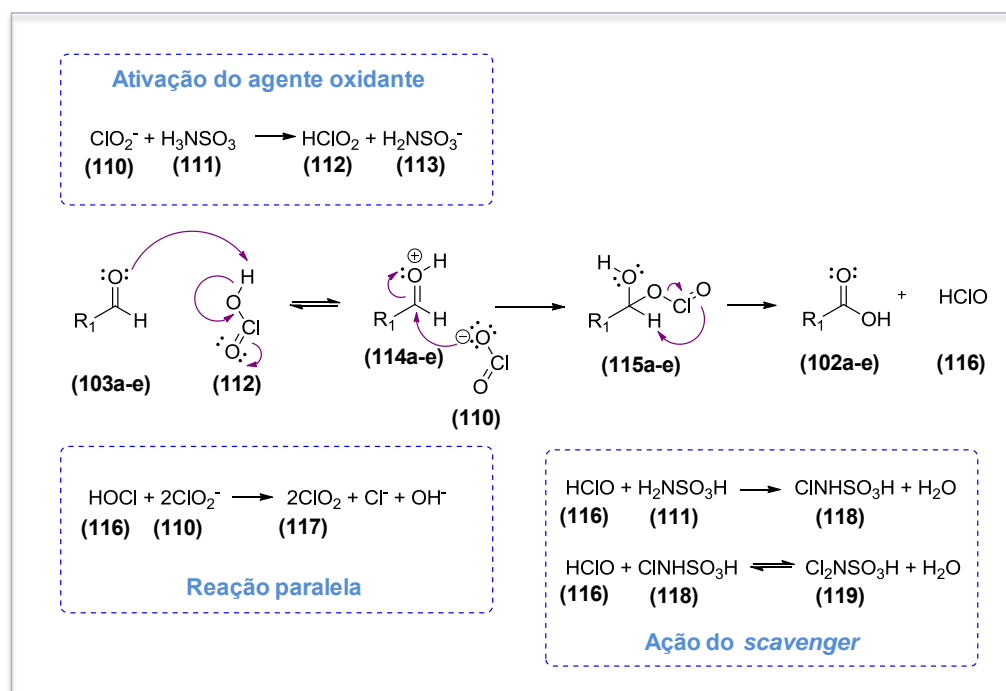 Ativação do agente oxidante
ClO₂⁻ + H₃NSO₃ ⟶ HClO₂ + H₂NSO₃⁻
(110) (111) (112) (113)
O H R₁ H O Cl O ⇌ ⊕ O H R₁ H ⊖ O Cl O ⟶ H O O Cl O R₁ H ⟶ O R₁ OH + HClO
(103a-e) (112) (114a-e) (110) (115a-e) (102a-e) (116)
HOCl + 2ClO₂⁻ ⟶ 2ClO₂ + Cl⁻ + OH⁻
(116) (110) (117)
Reação paralela
HClO + H₂NSO₃H ⟶ ClNHSO₃H + H₂O
(116) (111) (118)
HClO + ClNHSO₃H ⇌ Cl₂NSO₃H + H₂O
(116) (118) (119)
Ação do scavenger